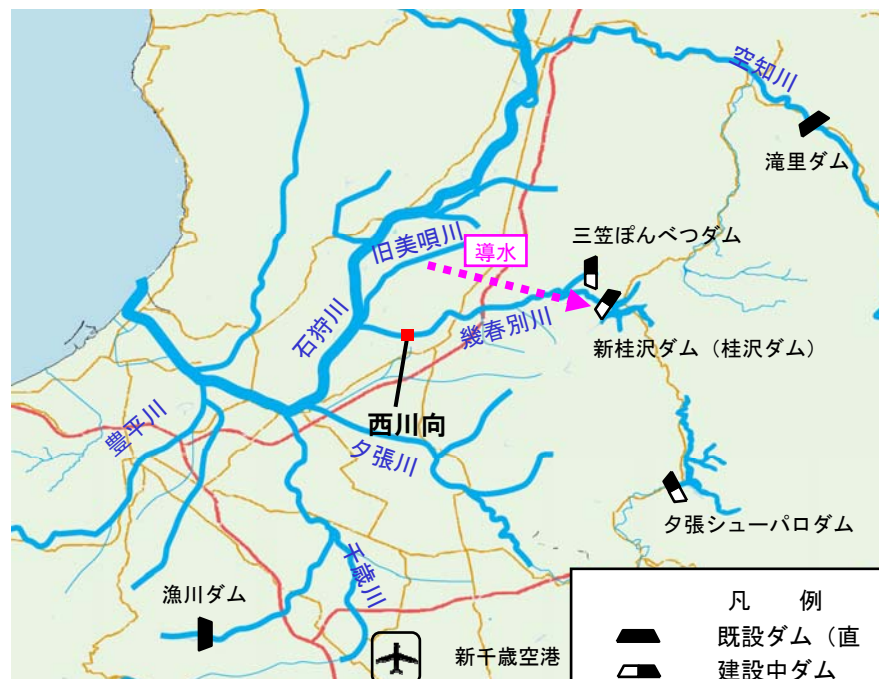 空知川
滝里ダム
三笠ぽんべつダム
旧美唄川
導水
石狩川
幾春別川
新桂沢ダム（桂沢ダム）
西川向
豊平川
夕張川
夕張シューパロダム
千歳川
漁川ダム
新千歳空港
凡　例
既設ダム（直
建設中ダム